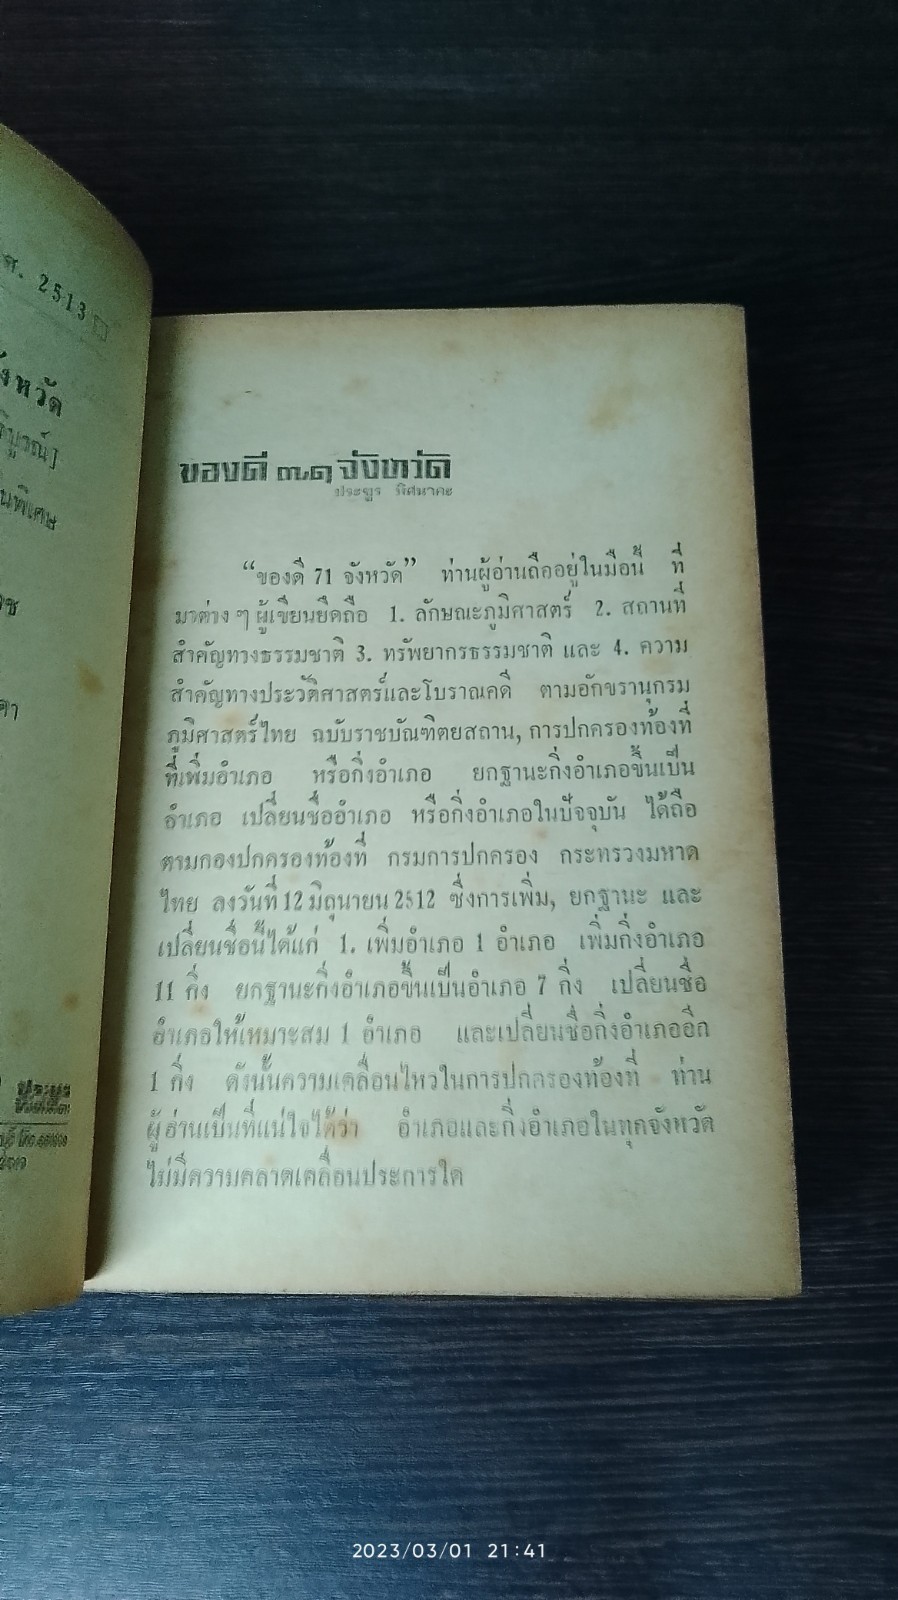 ศ. 2513
ังหวัด
นพิเศษ
ของดี ๗๑ จังหวัด
ประยูร พิศนาคะ
“ของดี 71 จังหวัด” ท่านผู้อ่านถืออยู่ในมือนี้ ที่
มาต่าง ๆ ผู้เขียนยึดถือ 1. ลักษณะภูมิศาสตร์ 2. สถานที่
สำคัญทางธรรมชาติ 3. ทรัพยากรธรรมชาติ และ 4. ความ
สำคัญทางประวัติศาสตร์และโบราณคดี ตามอักขรานุกรม
ภูมิศาสตร์ไทย ฉบับราชบัณฑิตยสถาน, การปกครองท้องที่
ที่เพิ่มอำเภอ หรือกิ่งอำเภอ ยกฐานะกิ่งอำเภอขึ้นเป็น
อำเภอ เปลี่ยนชื่ออำเภอ หรือกิ่งอำเภอในปัจจุบัน ได้ถือ
ตามกองปกครองท้องที่ กรมการปกครอง กระทรวงมหาด
ไทย ลงวันที่ 12 มิถุนายน 2512 ซึ่งการเพิ่ม, ยกฐานะ และ
เปลี่ยนชื่อนี้ได้แก่ 1. เพิ่มอำเภอ 1 อำเภอ เพิ่มกิ่งอำเภอ
11 กิ่ง ยกฐานะกิ่งอำเภอขึ้นเป็นอำเภอ 7 กิ่ง เปลี่ยนชื่อ
อำเภอให้เหมาะสม 1 อำเภอ และเปลี่ยนชื่อกิ่งอำเภออีก
1 กิ่ง ดังนั้นความเคลื่อนไหวในการปกครองท้องที่ ท่าน
ผู้อ่านเป็นที่แน่ใจได้ว่า อำเภอและกิ่งอำเภอในทุกจังหวัด
ไม่มีความคลาดเคลื่อนประการใด
2023/03/01 21:41